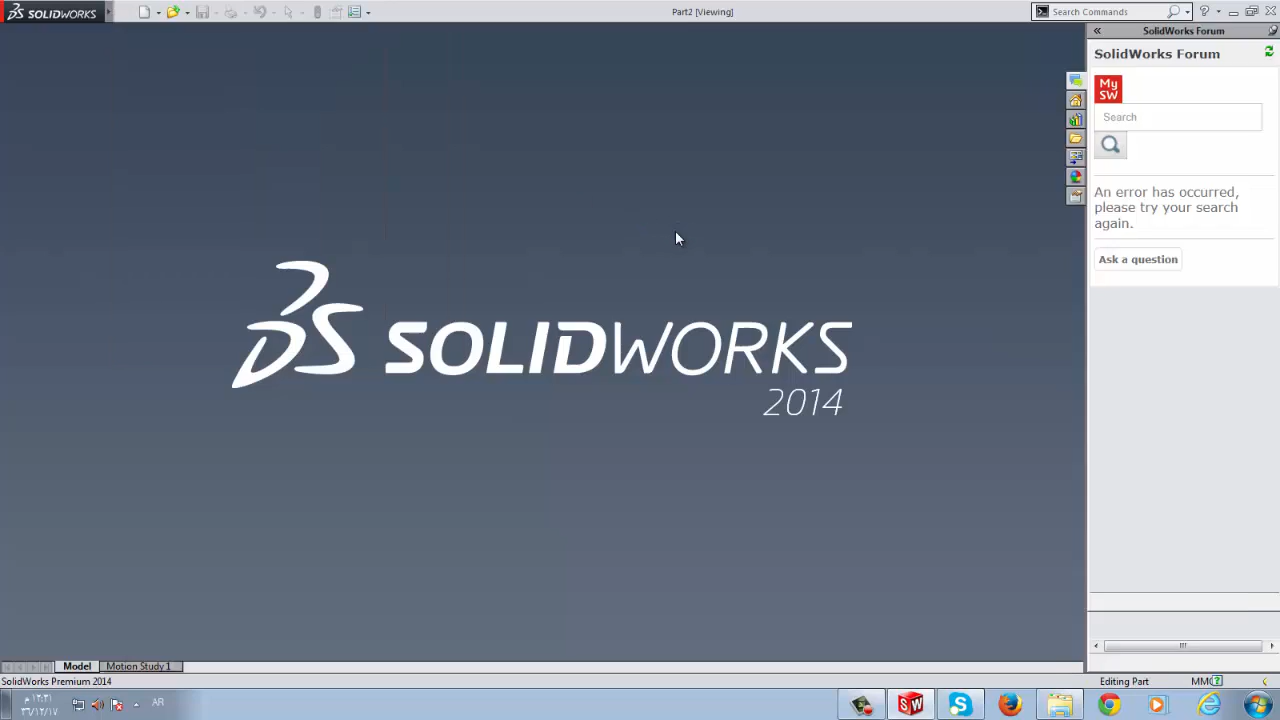 SOLIDWORKS
Part2 [Viewing]
Search Commands
SolidWorks Forum
SolidWorks Forum
My
SW
Search
An error has occurred,
please try your search
again.
Ask a question
SOLIDWORKS
2014
Model
Motion Study 1
SolidWorks Premium 2014
Editing Part
AR